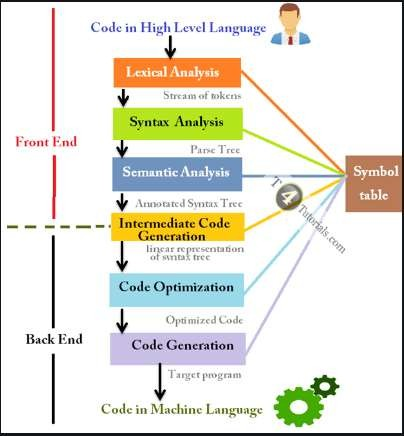 Code in High Level Language
Lexical Analysis
Stream of tokens
Syntax Analysis
Front End
Parse Tree
Semantic Analysis
Symbol
table
Annotated Syntax Tree
T 4 Tutorials.com
Intermediate Code
Generation
linear representation
of syntax tree
Code Optimization
Optimized Code
Back End
Code Generation
Target program
Code in Machine Language